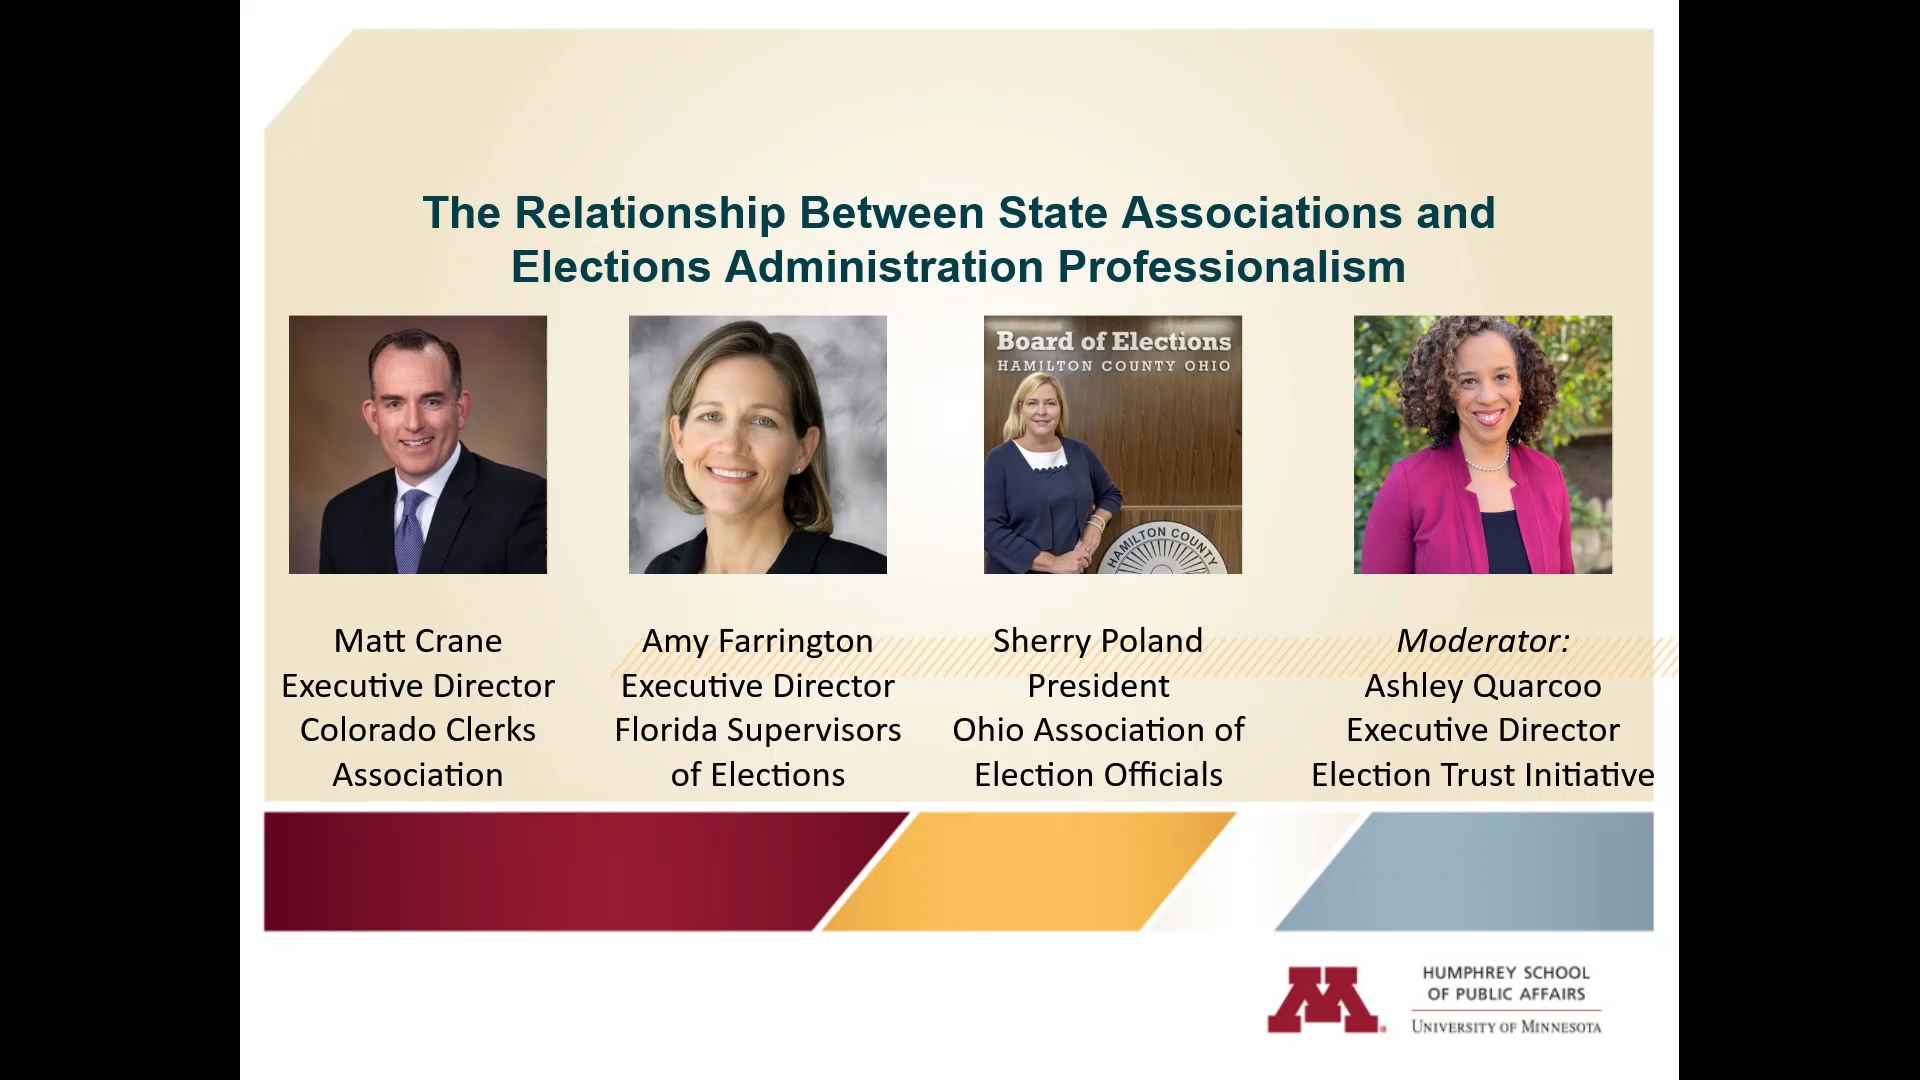 The Relationship Between State Associations and
Elections Administration Professionalism
Board of Elections
HAMILTON COUNTY OHIO
HAMILTON COUNTY
Matt Crane
Executive Director
Colorado Clerks
Association
Amy Farrington
Executive Director
Florida Supervisors
of Elections
Sherry Poland
President
Ohio Association of
Election Officials
Moderator:
Ashley Quarcoo
Executive Director
Election Trust Initiative
M
HUMPHREY SCHOOL
OF PUBLIC AFFAIRS
UNIVERSITY OF MINNESOTA